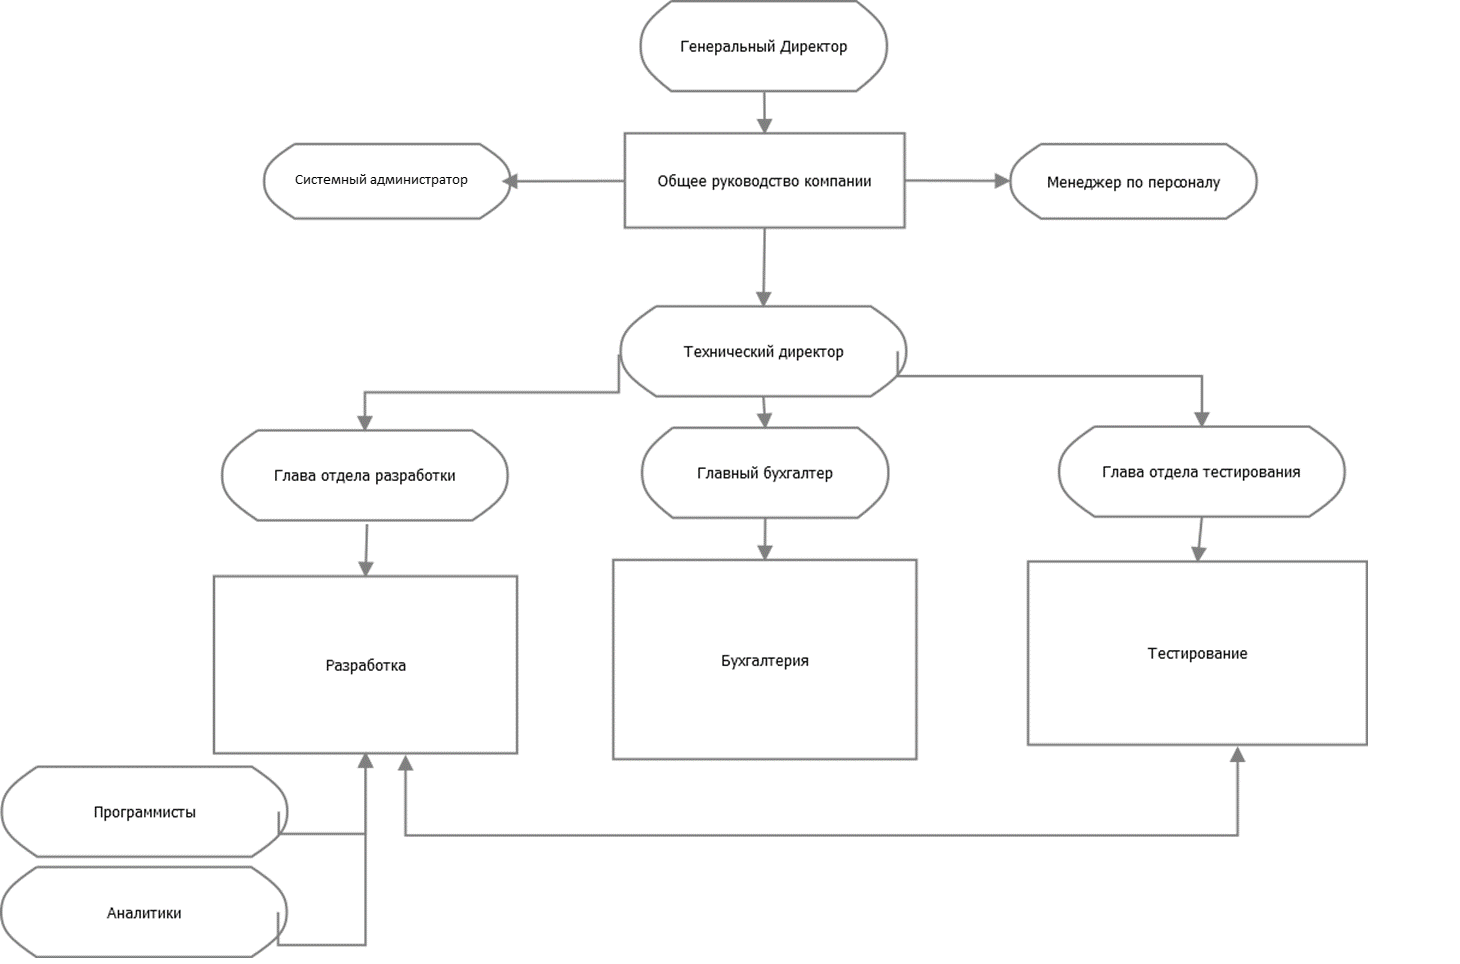 Генеральный Директор
Системный администратор
Общее руководство компании
Менеджер по персоналу
Технический директор
Глава отдела разработки
Главный бухгалтер
Глава отдела тестирования
Разработка
Бухгалтерия
Тестирование
Программисты
Аналитики